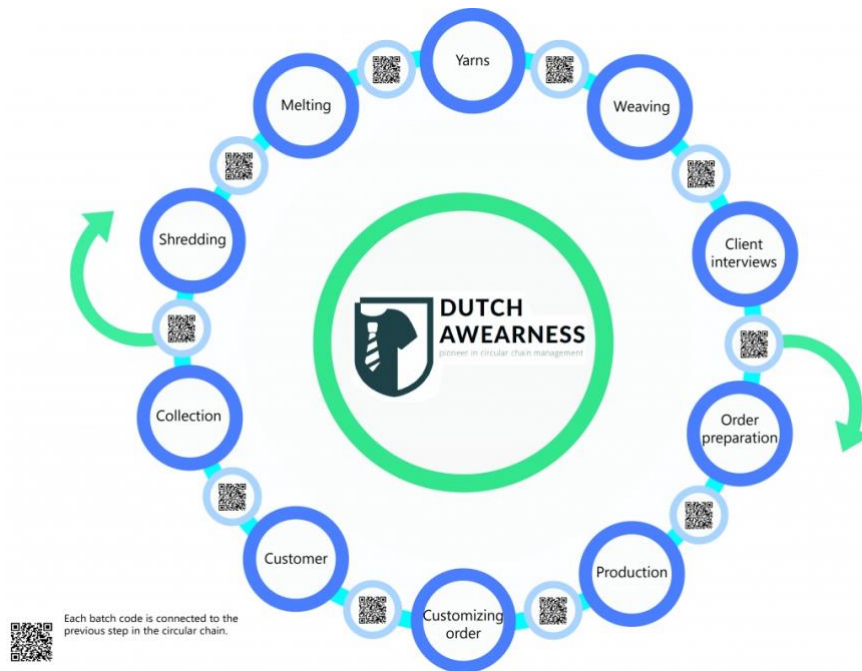 Yarns
Weaving
Client
interviews
Order
preparation
Production
Customizing
order
Customer
Collection
Shredding
Melting
DUTCH
AWEARNESS
pioneer in circular chain management
Each batch code is connected to the
previous step in the circular chain.